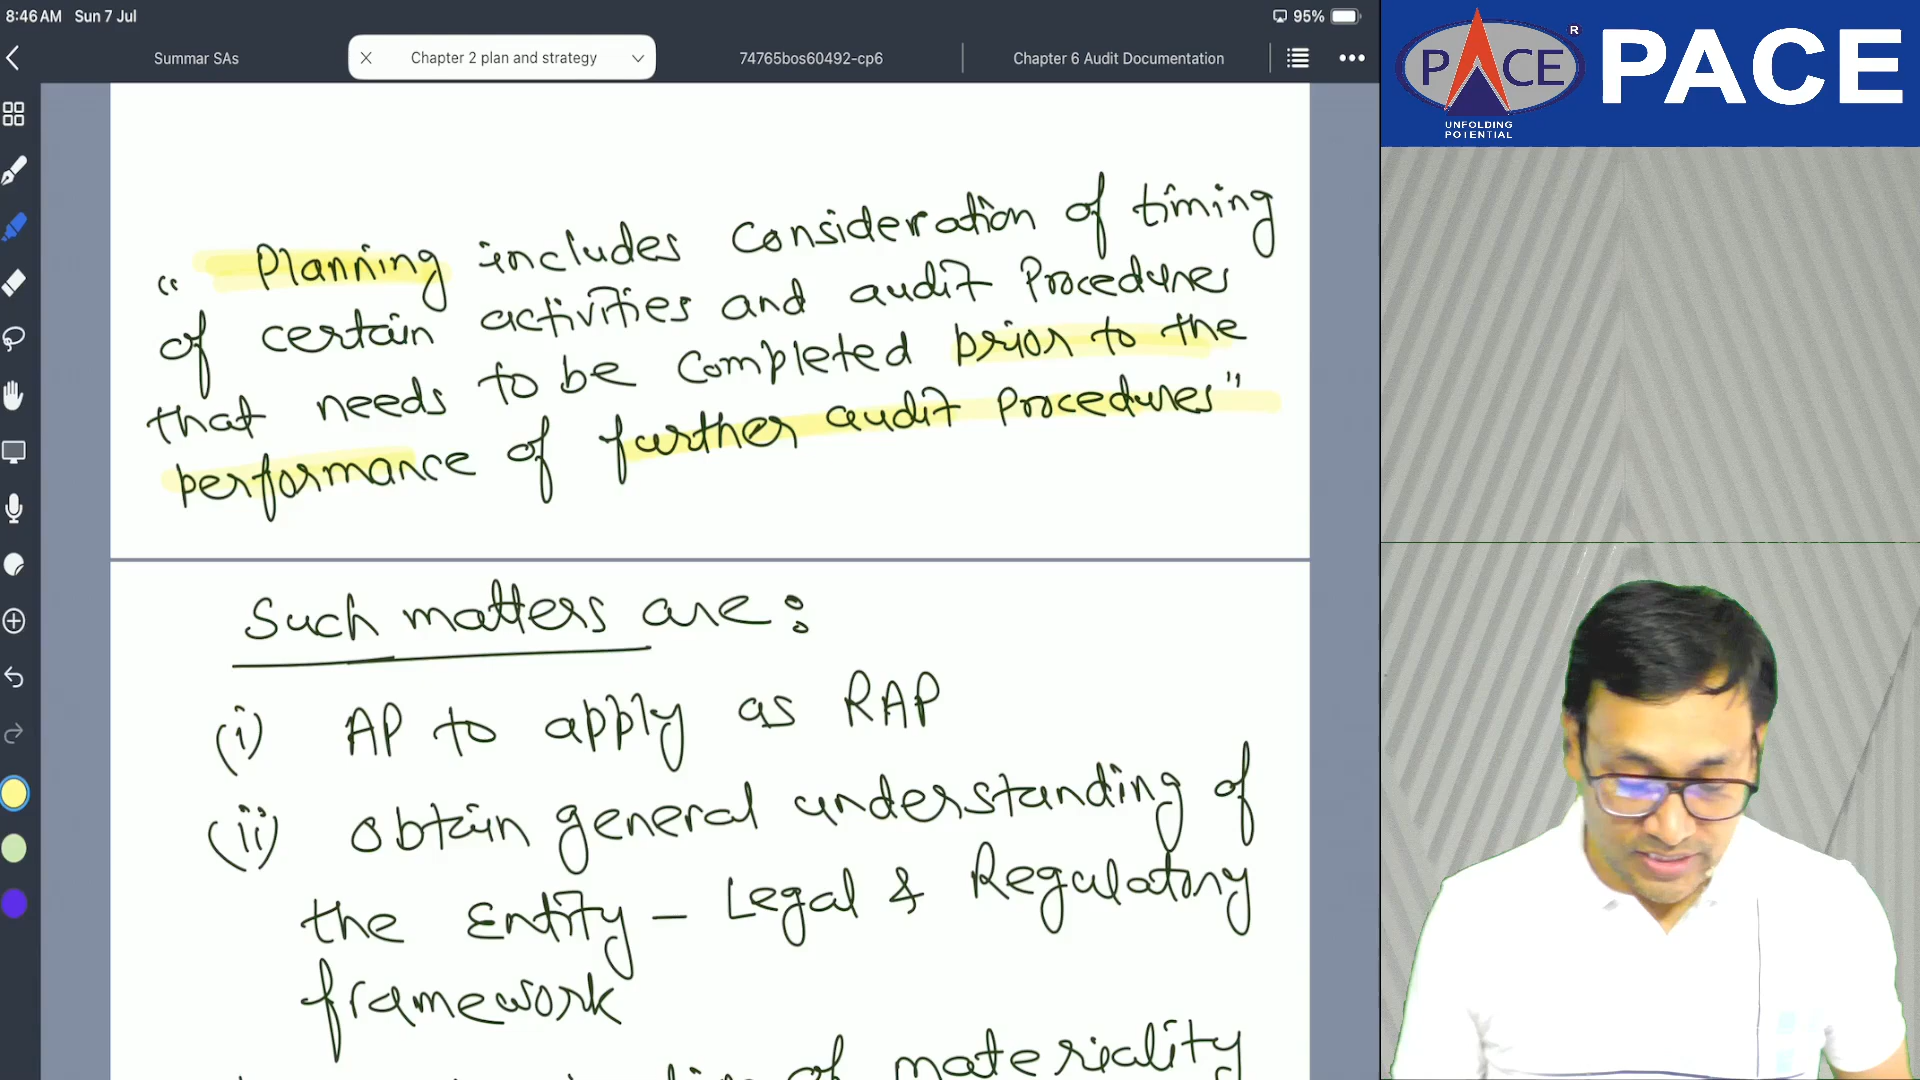 8:46 AM Sun 7 Jul
95%
Summar SAs
Chapter 2 plan and strategy
74765bos60492-cp6
Chapter 6 Audit Documentation
PACE
®
UNFOLDING
POTENTIAL
PACE
“ Planning includes consideration of timing
of certain activities and audit procedures
that needs to be completed prior to the
performance of further audit procedures”
Such matters are:
(i) AP to apply as RAP
(ii) obtain general understanding of
the Entity – Legal & Regulatory
framework
of materiality